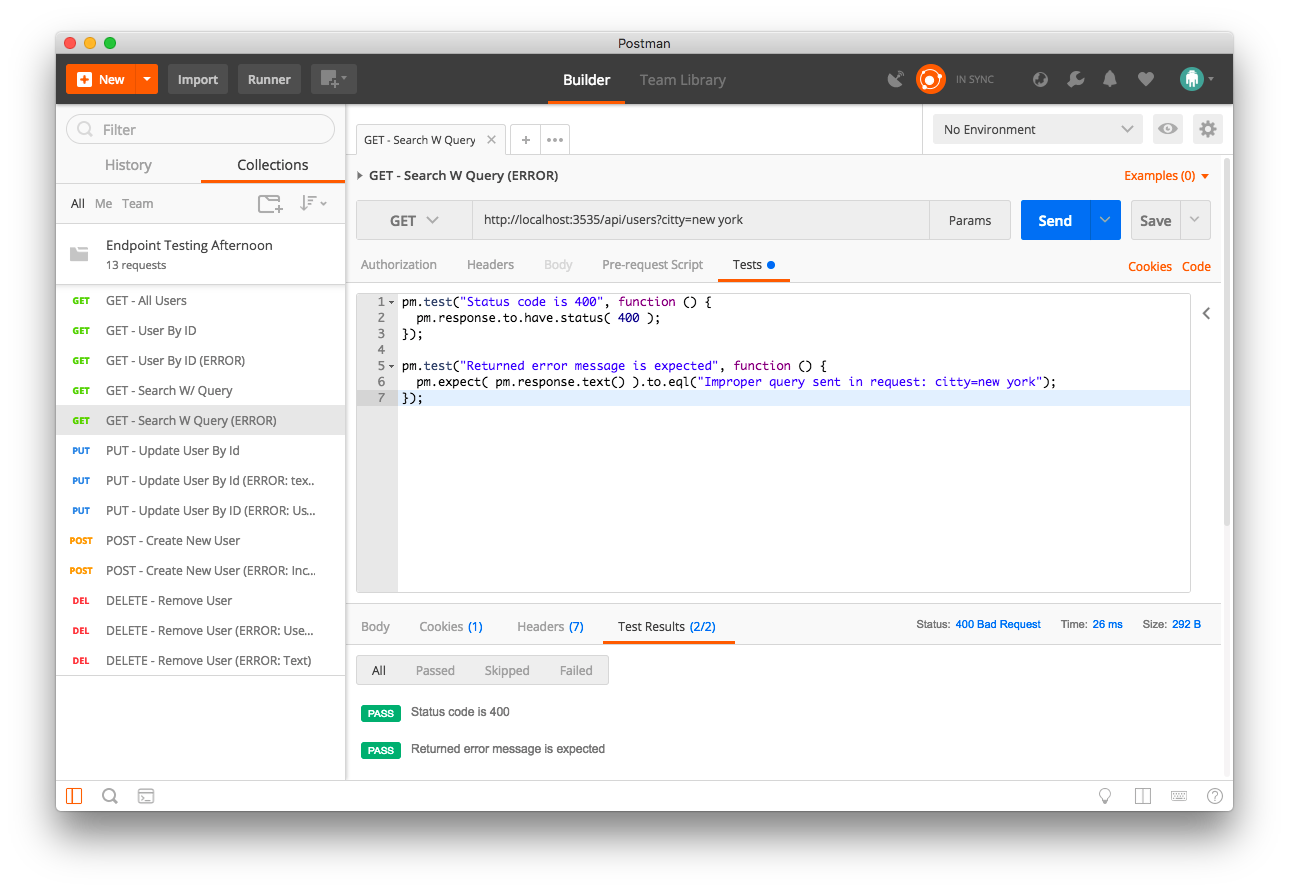 Postman
New
Import
Runner
Builder
Team Library
IN SYNC
Filter
History
Collections
All Me Team
Endpoint Testing Afternoon
13 requests
GET GET - All Users
GET GET - User By ID
GET GET - User By ID (ERROR)
GET GET - Search W/ Query
GET GET - Search W Query (ERROR)
PUT PUT - Update User By Id
PUT PUT - Update User By Id (ERROR: tex..
PUT PUT - Update User By ID (ERROR: Us...
POST POST - Create New User
POST POST - Create New User (ERROR: Inc...
DEL DELETE - Remove User
DEL DELETE - Remove User (ERROR: Use...
DEL DELETE - Remove User (ERROR: Text)
GET - Search W Query
No Environment
GET - Search W Query (ERROR)
Examples (0)
GET
http://localhost:3535/api/users?citty=new york
Params
Send
Save
Authorization
Headers
Body
Pre-request Script
Tests
Cookies
Code
1 pm.test("Status code is 400", function () {
2 pm.response.to.have.status( 400 );
3 });
4
5 pm.test("Returned error message is expected", function () {
6 pm.expect( pm.response.text() ).to.eql("Improper query sent in request: citty=new york");
7 });
Body
Cookies (1)
Headers (7)
Test Results (2/2)
Status: 400 Bad Request
Time: 26 ms
Size: 292 B
All
Passed
Skipped
Failed
PASS Status code is 400
PASS Returned error message is expected